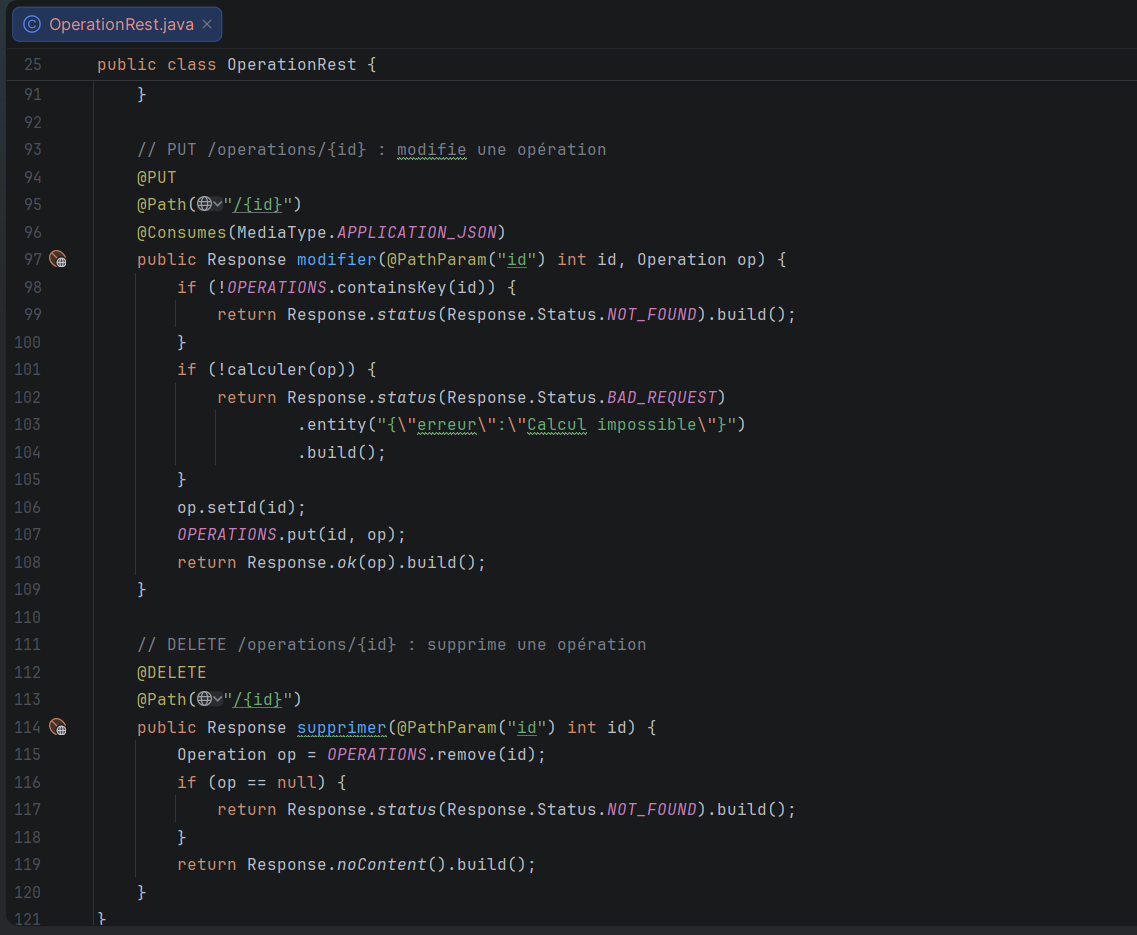 OperationRest.java
25 public class OperationRest {
91 }
92
93 // PUT /operations/{id} : modifie une opération
94 @PUT
95 @Path("/{id}")
96 @Consumes(MediaType.APPLICATION_JSON)
97 public Response modifier(@PathParam("id") int id, Operation op) {
98 if (!OPERATIONS.containsKey(id)) {
99 return Response.status(Response.Status.NOT_FOUND).build();
100 }
101 if (!calculer(op)) {
102 return Response.status(Response.Status.BAD_REQUEST)
103 .entity("{\"erreur\":\"Calcul impossible\"}")
104 .build();
105 }
106 op.setId(id);
107 OPERATIONS.put(id, op);
108 return Response.ok(op).build();
109 }
110
111 // DELETE /operations/{id} : supprime une opération
112 @DELETE
113 @Path("/{id}")
114 public Response supprimer(@PathParam("id") int id) {
115 Operation op = OPERATIONS.remove(id);
116 if (op == null) {
117 return Response.status(Response.Status.NOT_FOUND).build();
118 }
119 return Response.noContent().build();
120 }
121 }